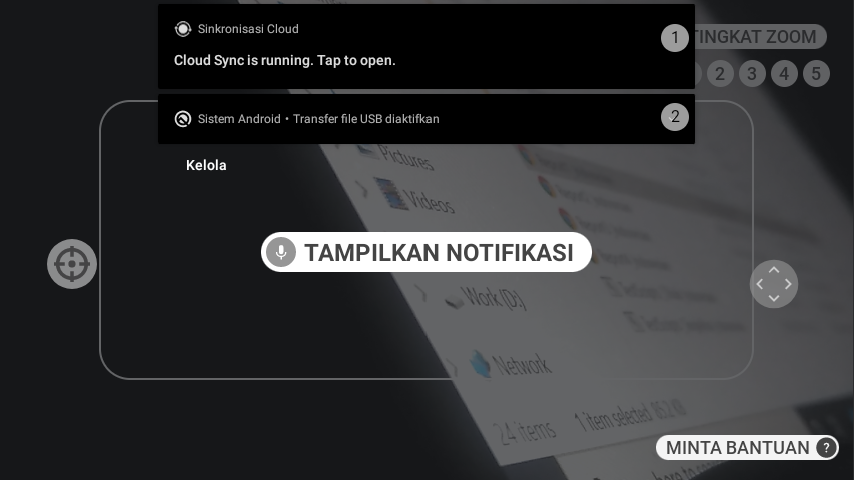 Sinkronisasi Cloud
Cloud Sync is running. Tap to open.
1
TINGKAT ZOOM
2 3 4 5
Sistem Android • Transfer file USB diaktifkan
2
Kelola
Pictures
Videos
TAMPILKAN NOTIFIKASI
Work (D:)
Network
24 items 1 item selected
MINTA BANTUAN ?